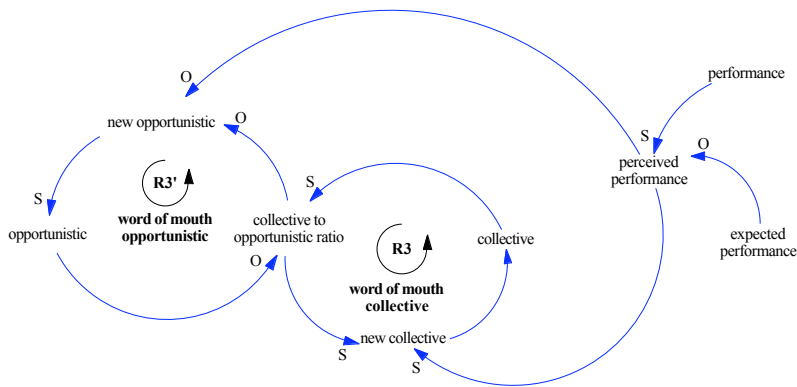 O
performance
new opportunistic
O
S
O
perceived
performance
R3'
S
word of mouth
opportunistic
S
opportunistic
collective to
opportunistic ratio
R3
collective
expected
performance
O
word of mouth
collective
new collective
S
S